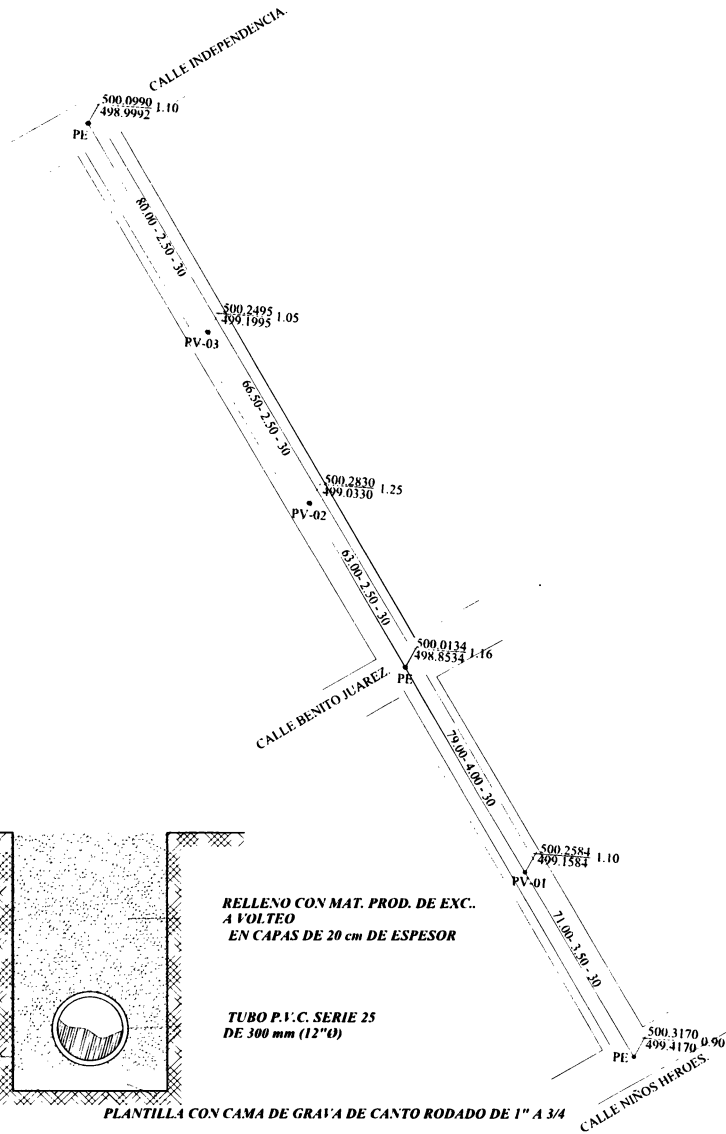 CALLE INDEPENDENCIA.
500.0990
498.9992
1.10
PE
80.00 - 2.50 - 30
500.2495
499.1995
1.05
PV-03
66.50- 2.50 - 30
500.2830
499.0330
1.25
PV-02
63.00- 2.50 - 30
500.0134
498.8534
1.16
PE
CALLE BENITO JUAREZ.
79.00- 4.00 - 30
500.2584
499.1584
1.10
PV-01
71.00- 3.50 - 30
500.3170
499.4170
0.90
PE
CALLE NIÑOS HEROES.
RELLENO CON MAT. PROD. DE EXC..
A VOLTEO
EN CAPAS DE 20 cm DE ESPESOR
TUBO P.V.C. SERIE 25
DE 300 mm (12"Ø)
PLANTILLA CON CAMA DE GRAVA DE CANTO RODADO DE 1" A 3/4